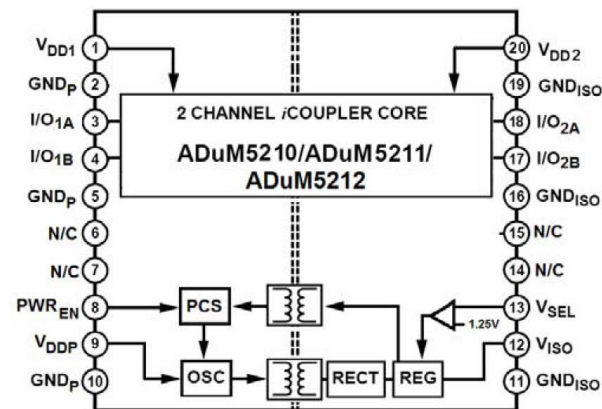 VDD1 1
GNDP 2
I/O1A 3
I/O1B 4
GNDP 5
N/C 6
N/C 7
PWREN 8
VDDP 9
GNDP 10
2 CHANNEL iCOUPLER CORE
ADuM5210/ADuM5211/
ADuM5212
PCS
OSC
RECT
REG
1.25V
20 VDD2
19 GNDISO
18 I/O2A
17 I/O2B
16 GNDISO
15 N/C
14 N/C
13 VSEL
12 VISO
11 GNDISO